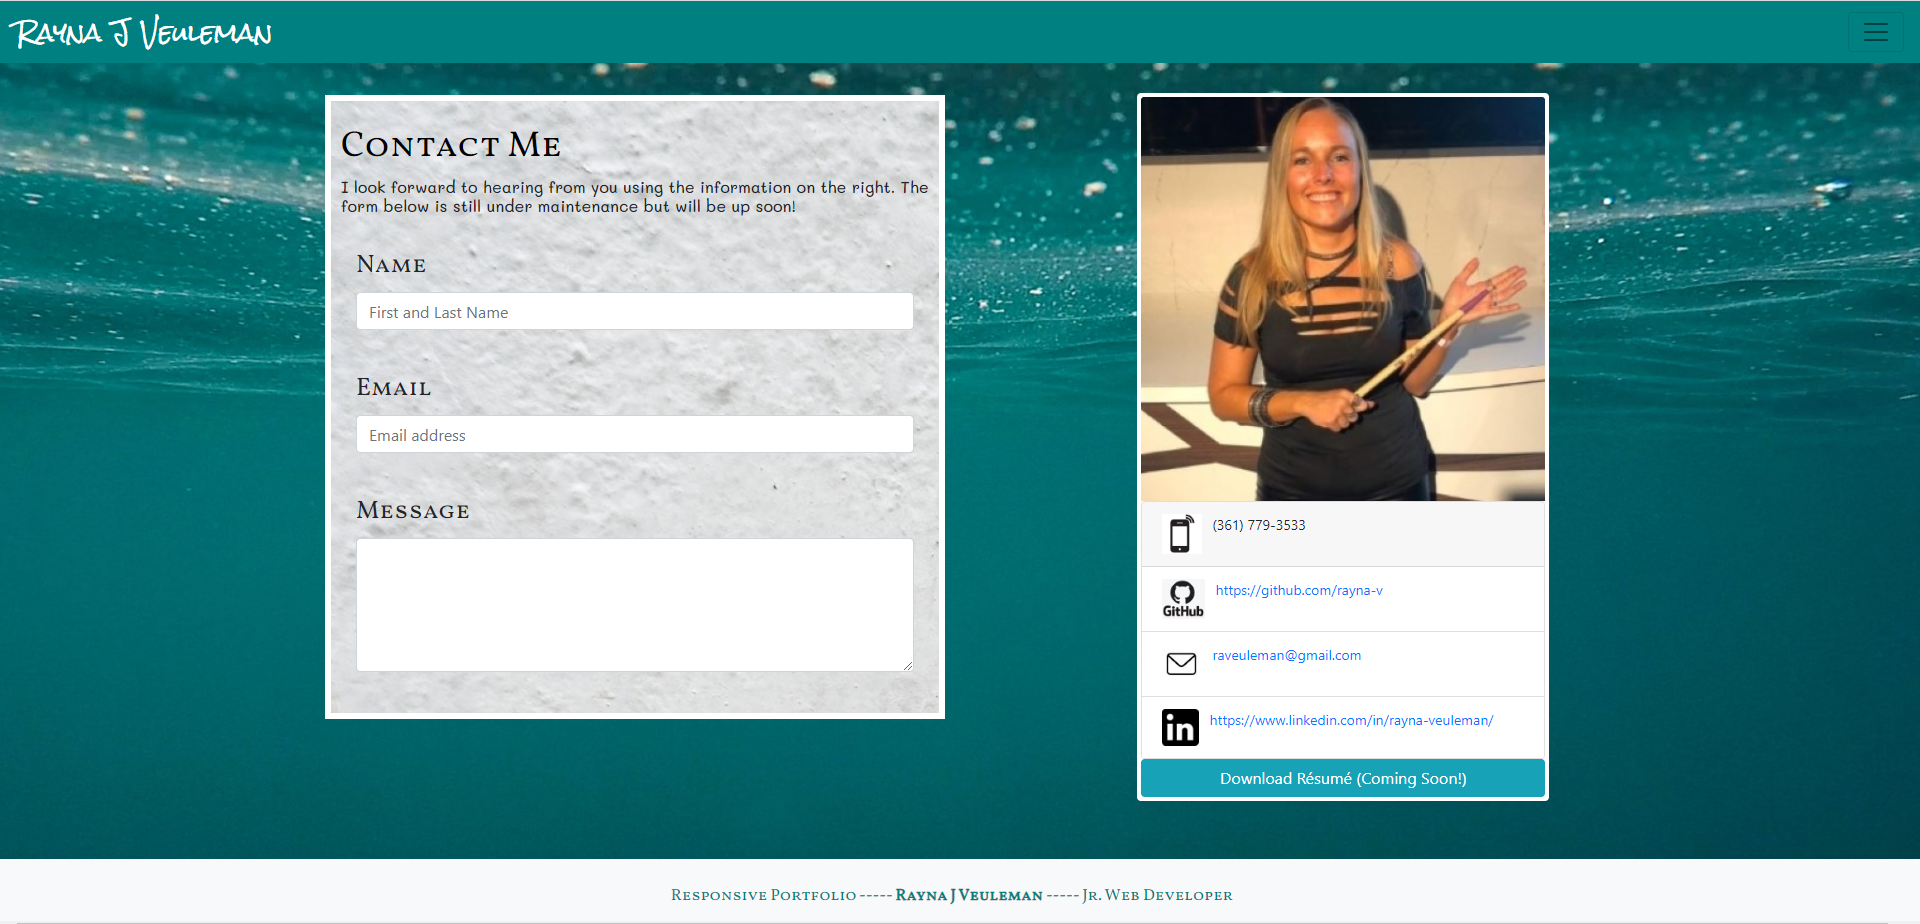 Rayna J Veuleman
Contact Me
I look forward to hearing from you using the information on the right. The
form below is still under maintenance but will be up soon!
Name
First and Last Name
Email
Email address
Message
(361) 779-3533
GitHub
https://github.com/rayna-v
raveuleman@gmail.com
in
https://www.linkedin.com/in/rayna-veuleman/
Download Résumé (Coming Soon!)
Responsive Portfolio ----- Rayna J Veuleman ----- Jr. Web Developer